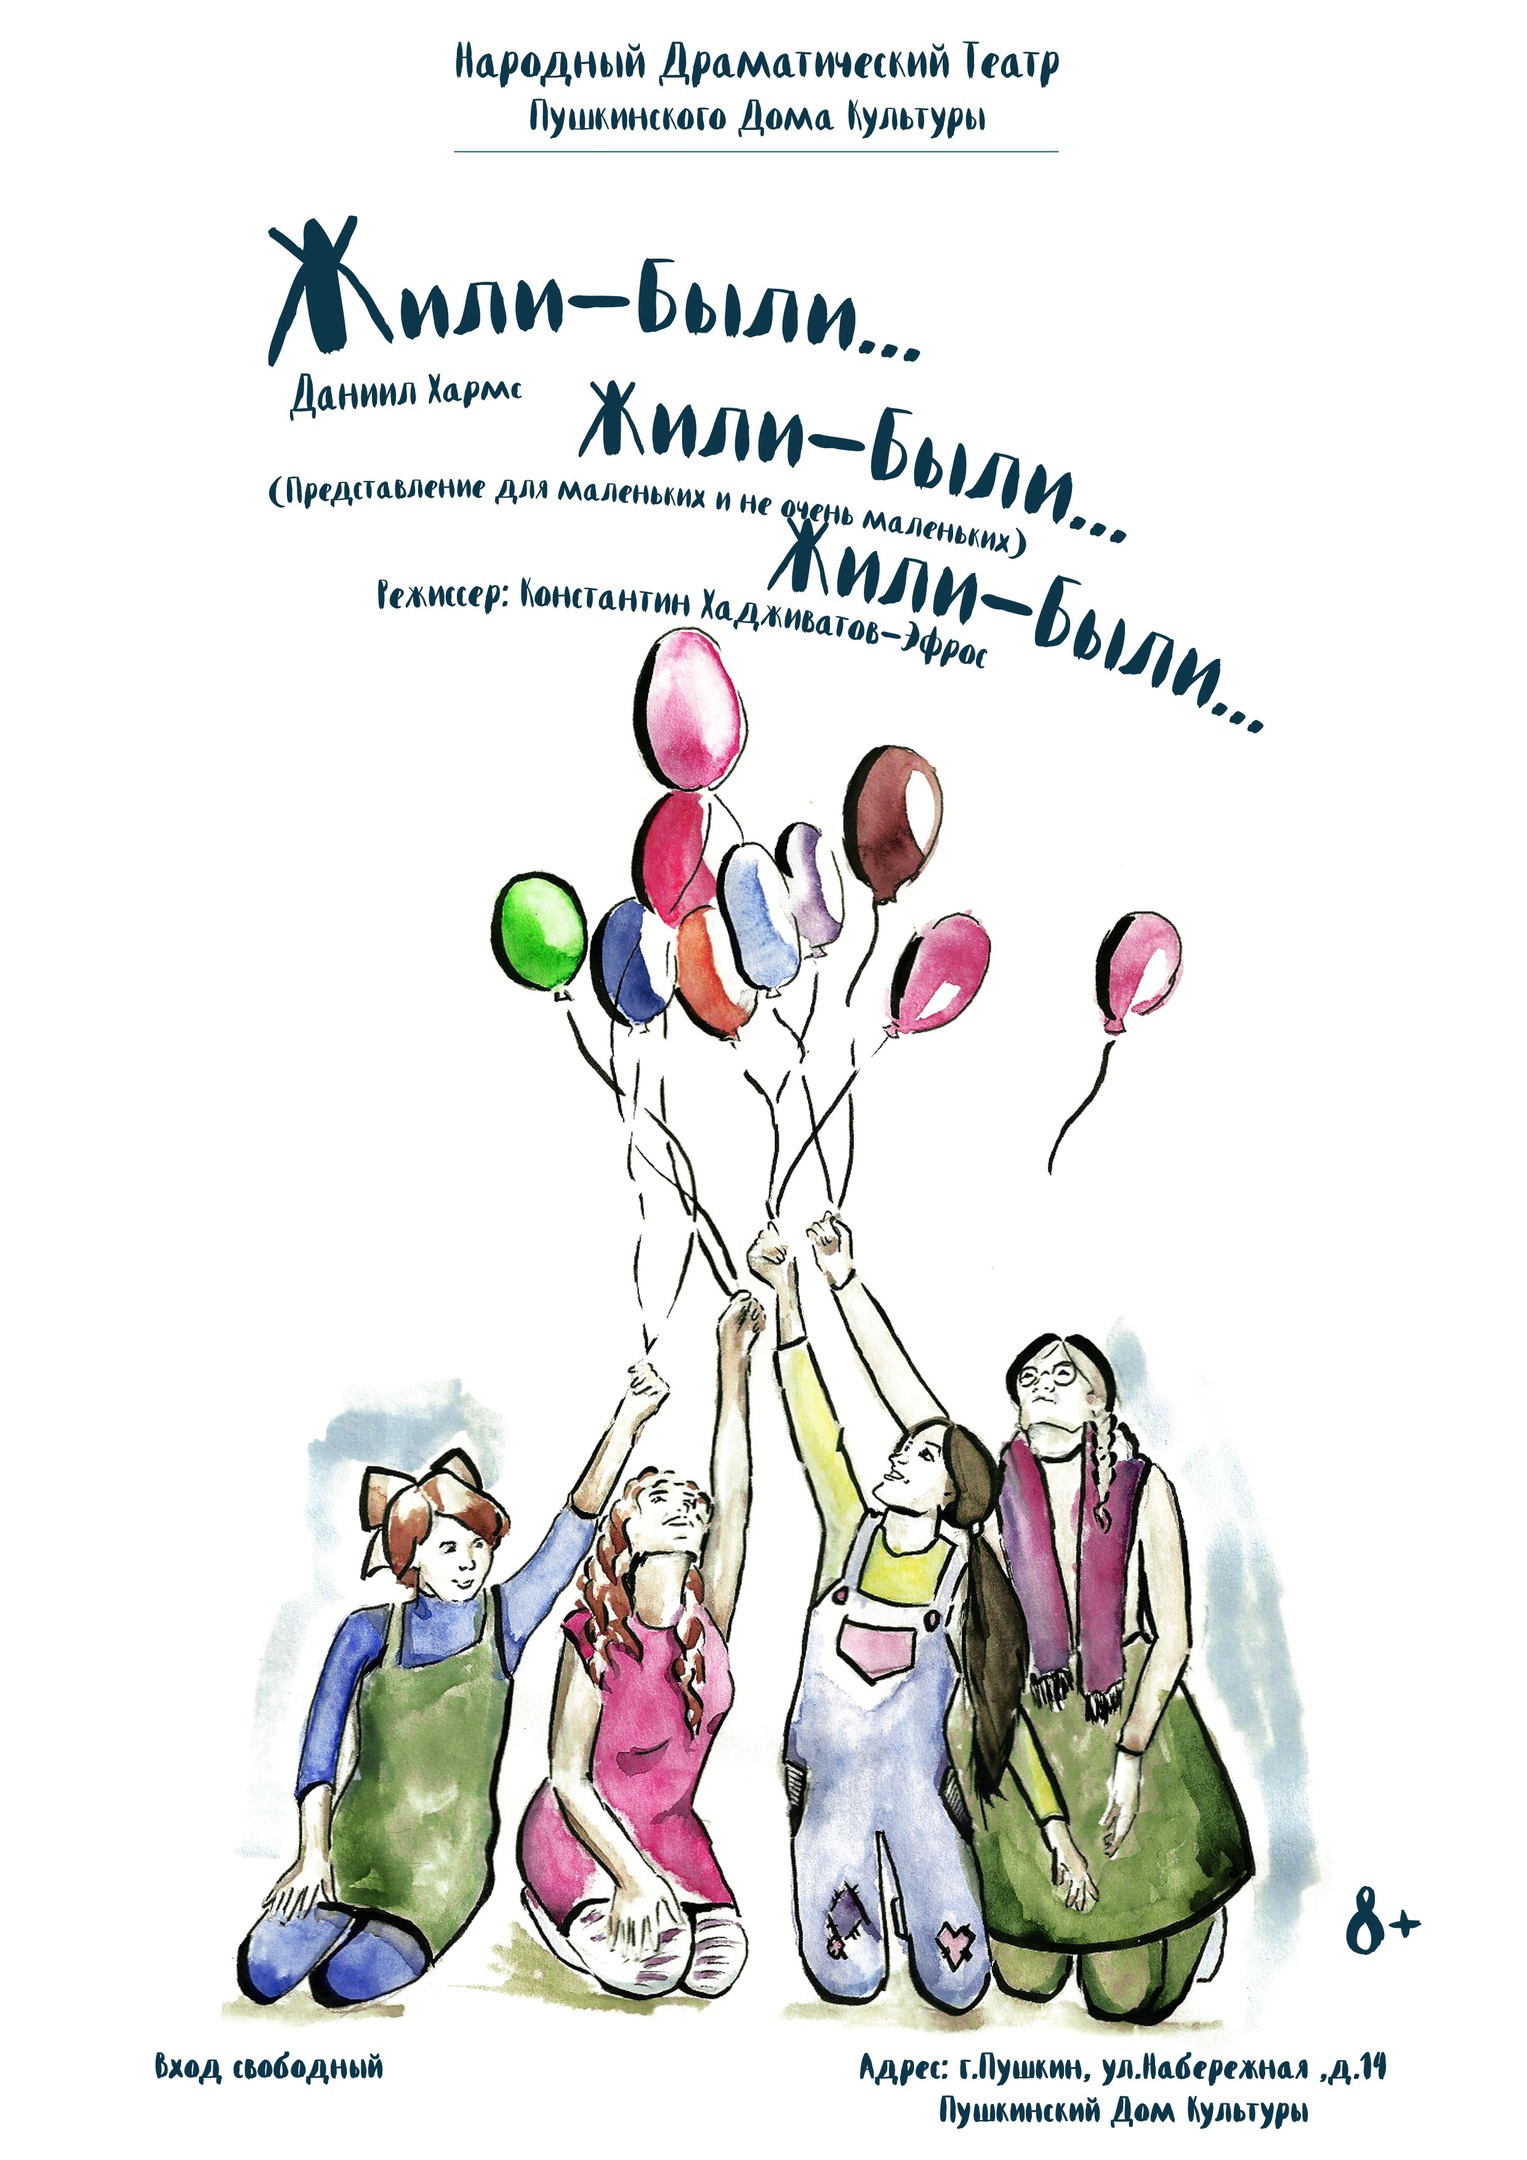 Народный Драматический Театр
Пушкинского Дома Культуры
Жили-Были...
Даниил Хармс
Жили-Были...
(Представление для маленьких и не очень маленьких)
Жили-Были...
Режиссер: Константин Хадживатов-Эфрос
8+
Вход свободный
Адрес: г.Пушкин, ул.Набережная ,д.14
Пушкинский Дом Культуры